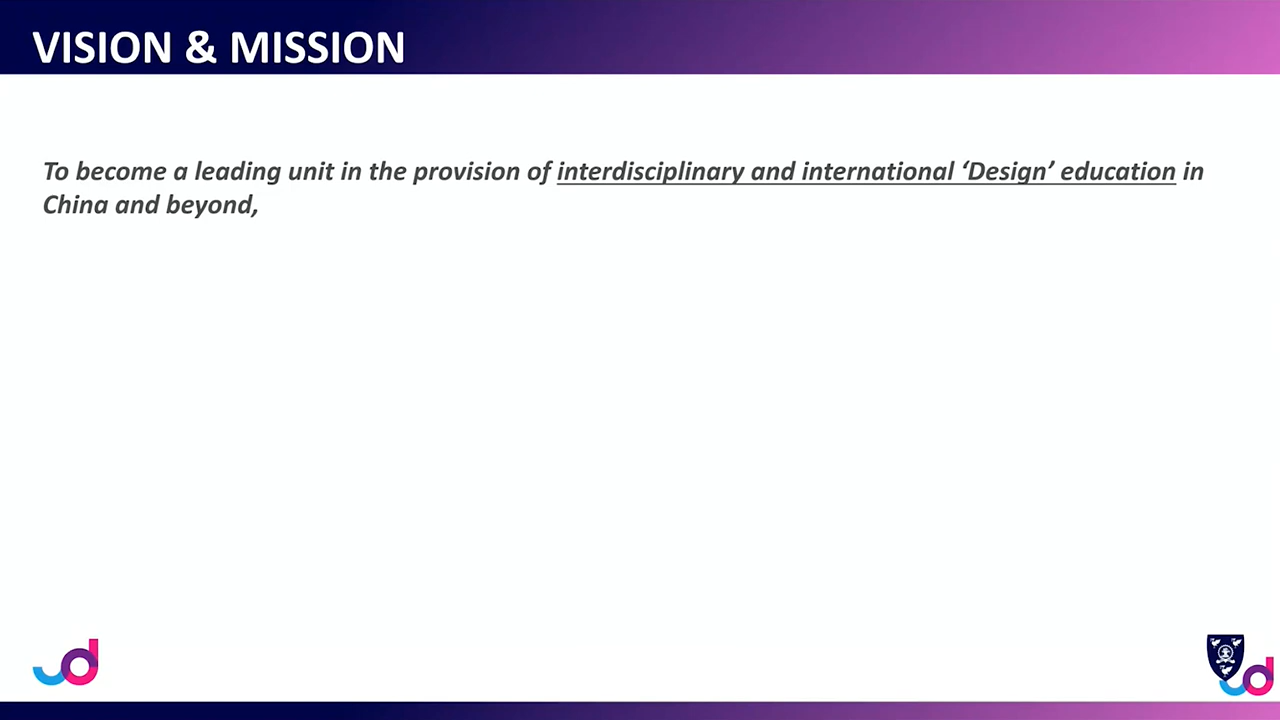 VISION & MISSION
To become a leading unit in the provision of interdisciplinary and international ‘Design’ education in
China and beyond,